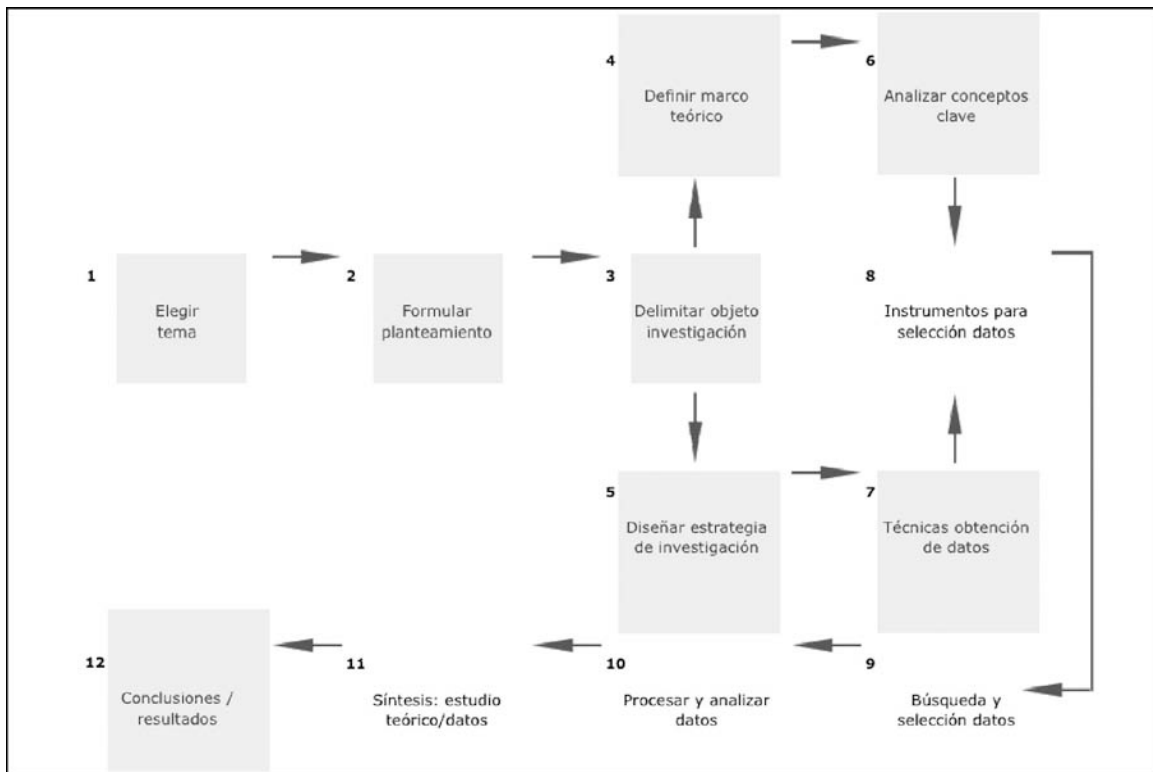 4
Definir marco
teórico
6
Analizar conceptos
clave
1
Elegir
tema
2
Formular
planteamiento
3
Delimitar objeto
investigación
8
Instrumentos para
selección datos
5
Diseñar estrategia
de investigación
7
Técnicas obtención
de datos
12
Conclusiones /
resultados
11
Síntesis: estudio
teórico/datos
10
Procesar y analizar
datos
9
Búsqueda y
selección datos